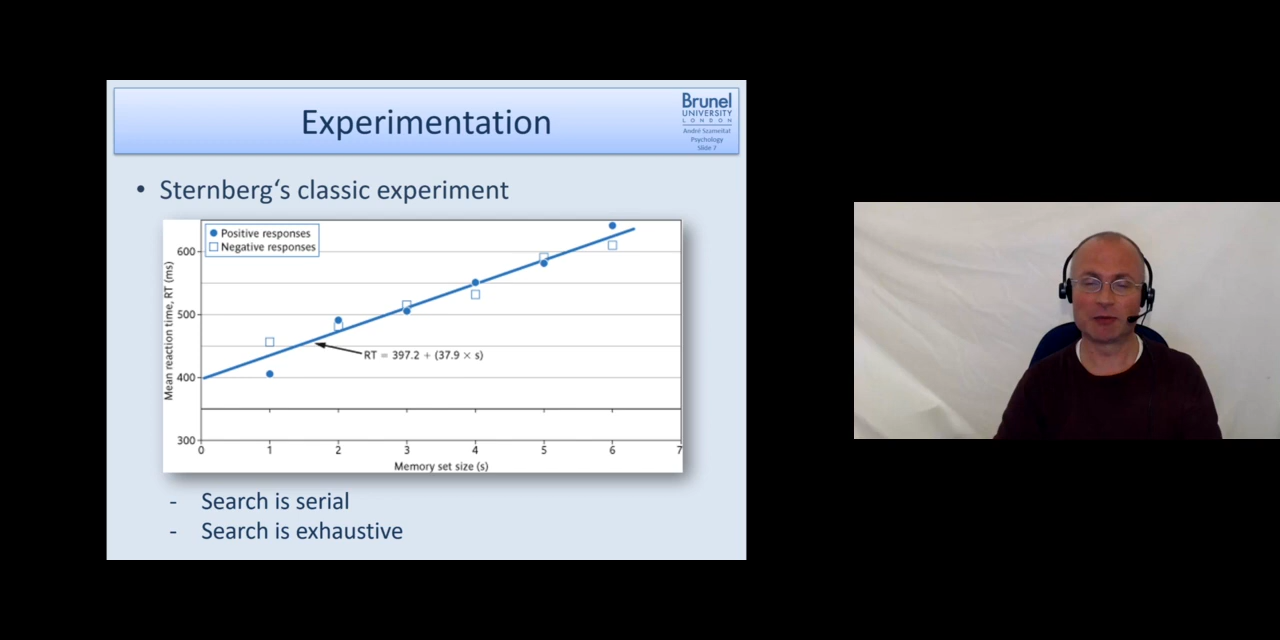 Experimentation
Brunel
UNIVERSITY
LONDON
André Scameitat
Psychology
Slide 7
• Sternberg‘s classic experiment
Positive responses
Negative responses
600
500
400
300
Mean reaction time, RT (ms)
RT = 397.2 + (37.9 × s)
0 1 2 3 4 5 6 7
Memory set size (s)
- Search is serial
- Search is exhaustive